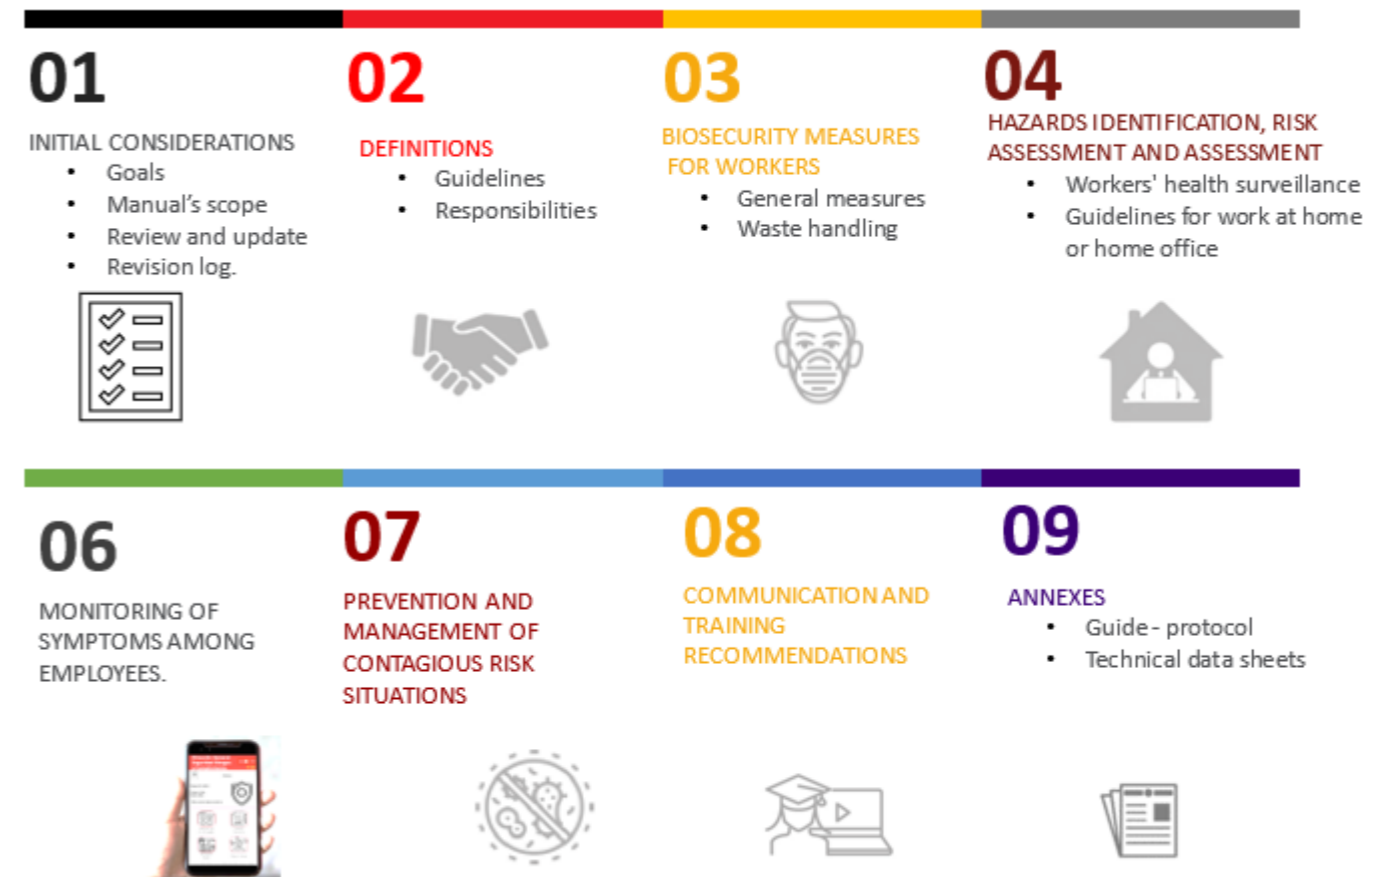 01
INITIAL CONSIDERATIONS
• Goals
• Manual’s scope
• Review and update
• Revision log.
02
DEFINITIONS
• Guidelines
• Responsibilities
03
BIOSECURITY MEASURES
FOR WORKERS
• General measures
• Waste handling
04
HAZARDS IDENTIFICATION, RISK
ASSESSMENT AND ASSESSMENT
• Workers' health surveillance
• Guidelines for work at home
or home office
06
MONITORING OF
SYMPTOMS AMONG
EMPLOYEES.
07
PREVENTION AND
MANAGEMENT OF
CONTAGIOUS RISK
SITUATIONS
08
COMMUNICATION AND
TRAINING
RECOMMENDATIONS
09
ANNEXES
• Guide - protocol
• Technical data sheets